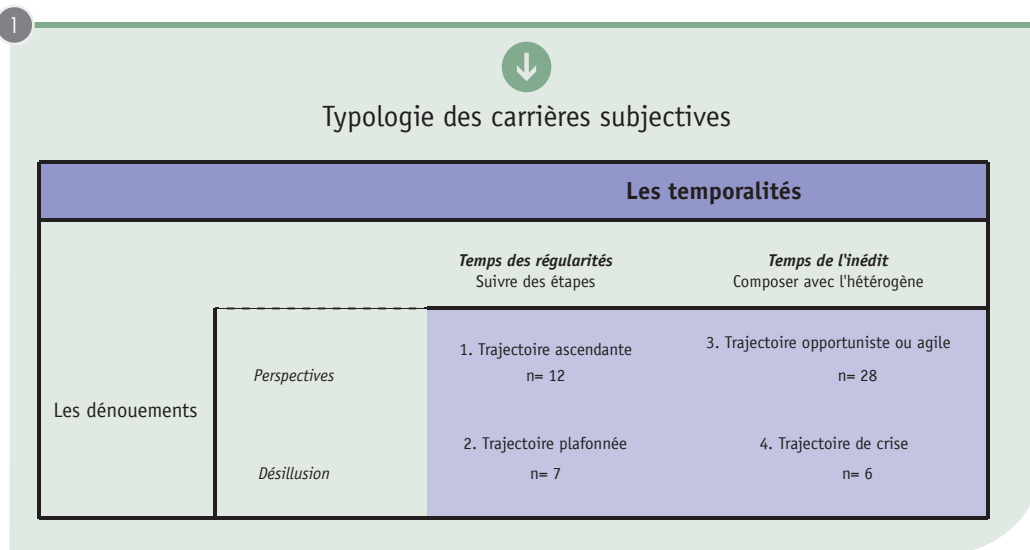 1
Typologie des carrières subjectives
Les temporalités
Temps des régularités
Suivre des étapes
Temps de l'inédit
Composer avec l'hétérogène
Les dénouements
Perspectives
1. Trajectoire ascendante
n= 12
3. Trajectoire opportuniste ou agile
n= 28
Désillusion
2. Trajectoire plafonnée
n= 7
4. Trajectoire de crise
n= 6